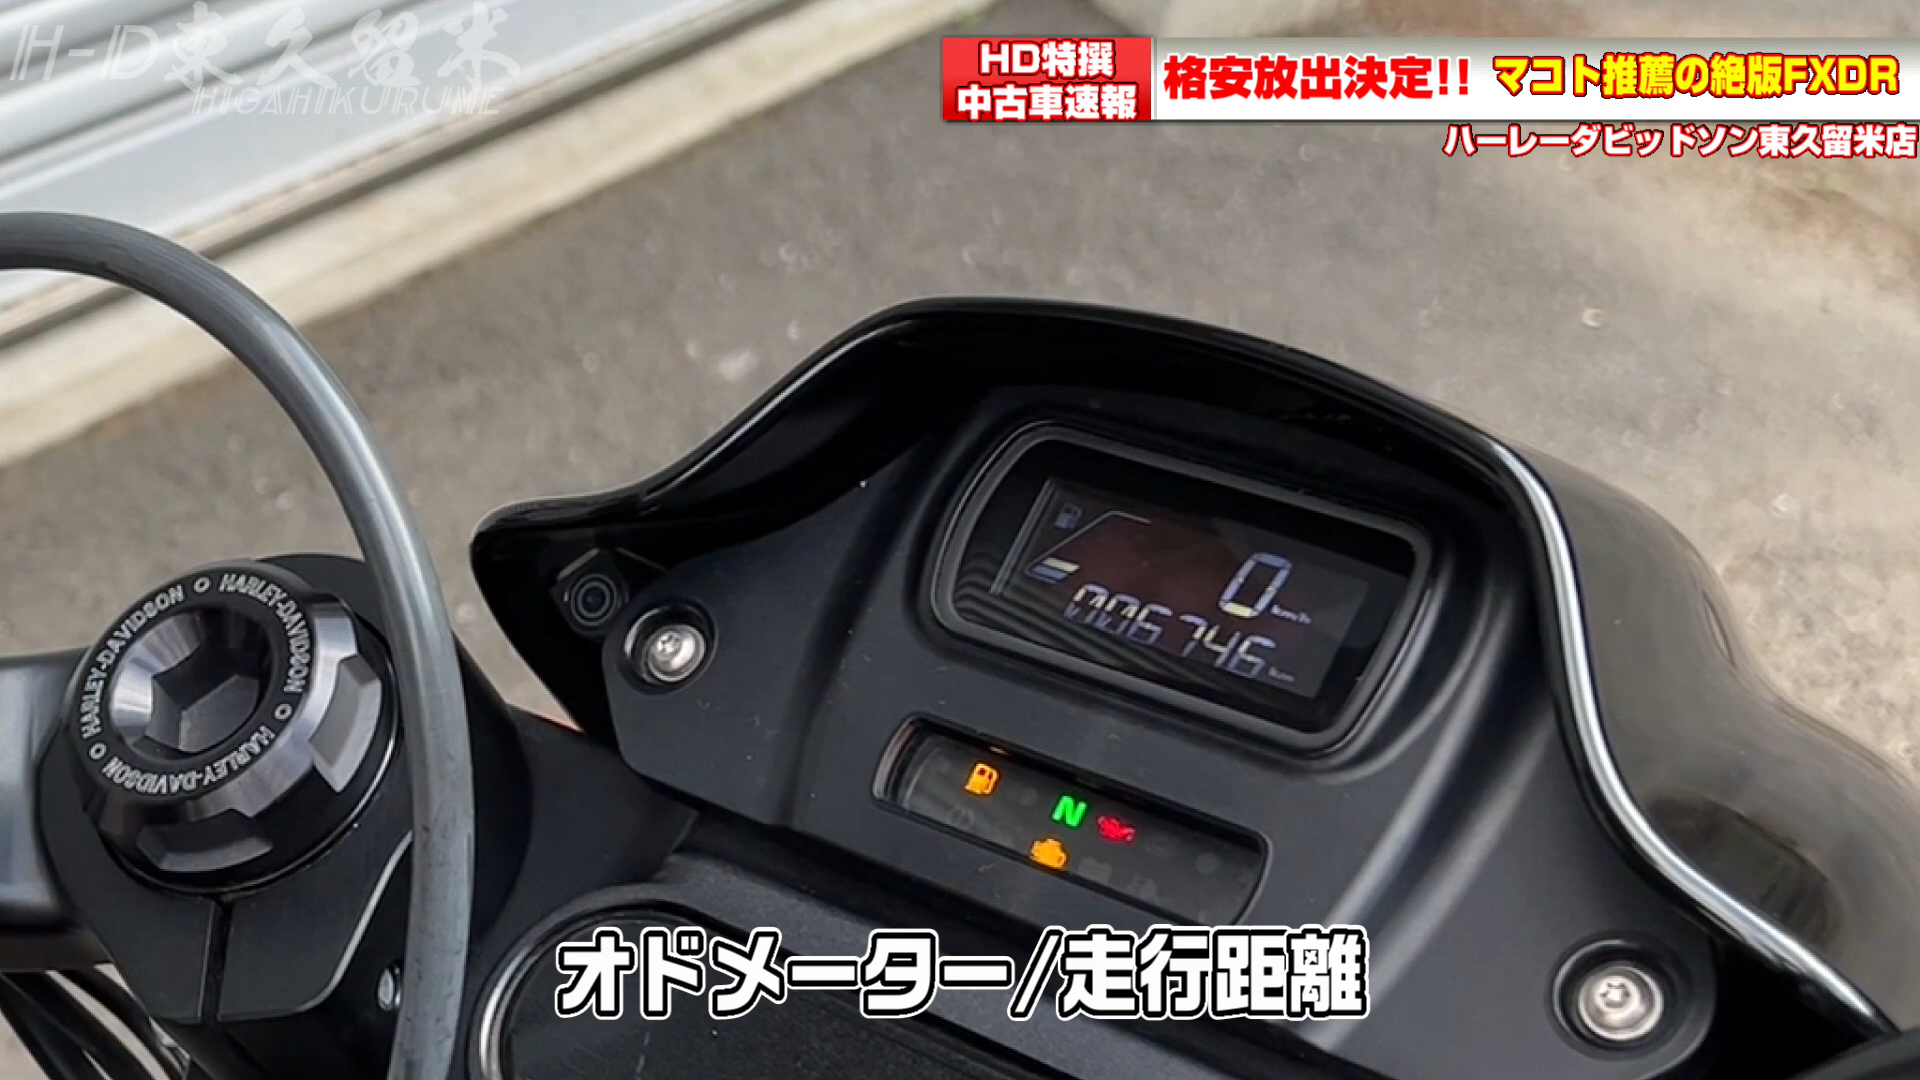 H-D東久留米
HIGAHIKURUME
HD特撰
中古車速報
格安放出決定!! マコト推薦の絶版FXDR
ハーレーダビッドソン東久留米店
0 km/h
006746 km
N
HARLEY-DAVIDSON HARLEY-DAVIDSON HARLEY-DAVIDSON
オドメーター/走行距離